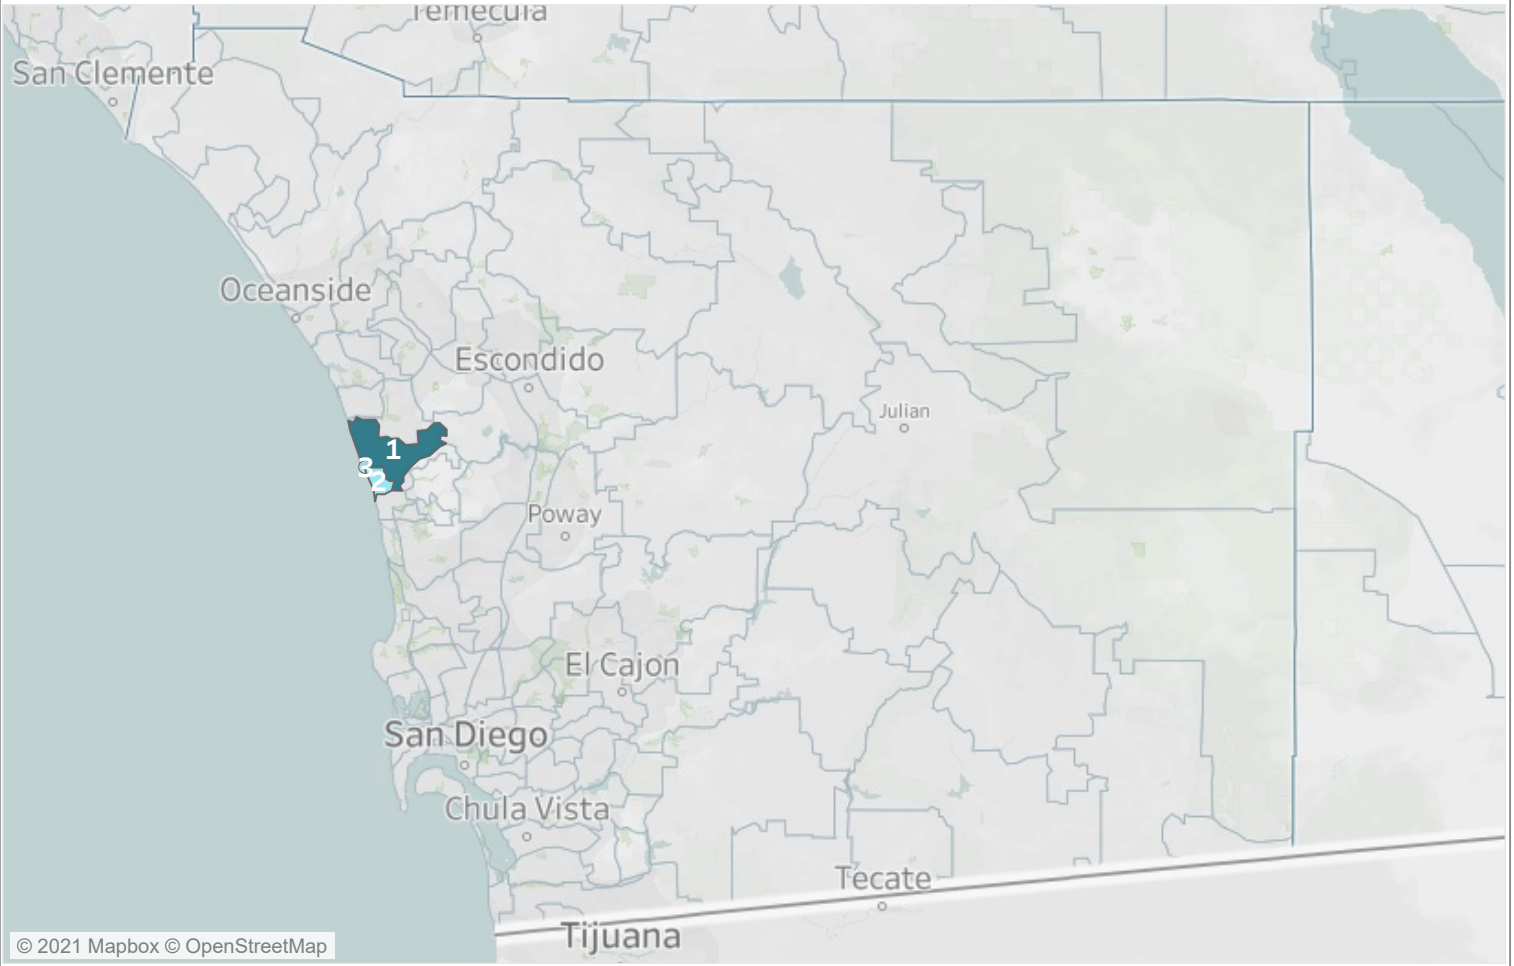 Temecula
San Clemente
Oceanside
Escondido
Julian
1
3
2
Poway
El Cajon
San Diego
Chula Vista
Tecate
Tijuana
© 2021 Mapbox © OpenStreetMap